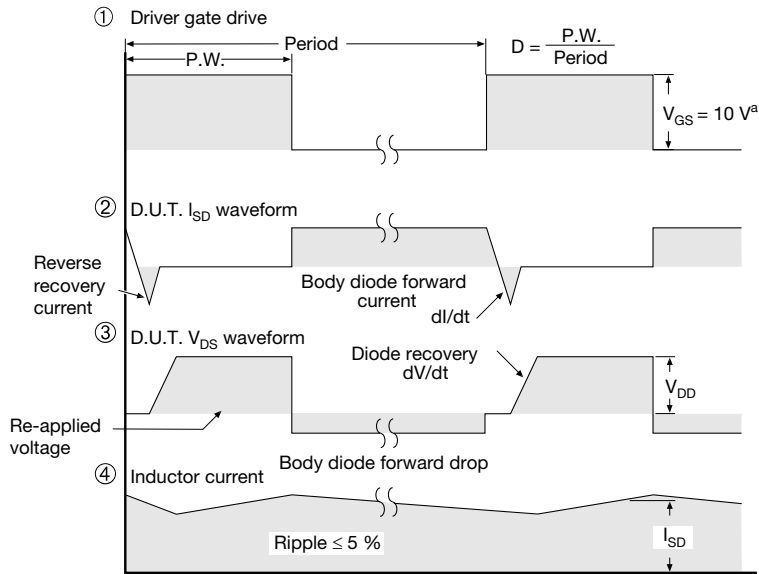 ① Driver gate drive
Period
P.W.
D = P.W. / Period
V_GS = 10 V^a
② D.U.T. I_SD waveform
Reverse
recovery
current
Body diode forward
current
dI/dt
③ D.U.T. V_DS waveform
Diode recovery
dV/dt
V_DD
Re-applied
voltage
Body diode forward drop
④ Inductor current
Ripple ≤ 5 %
I_SD